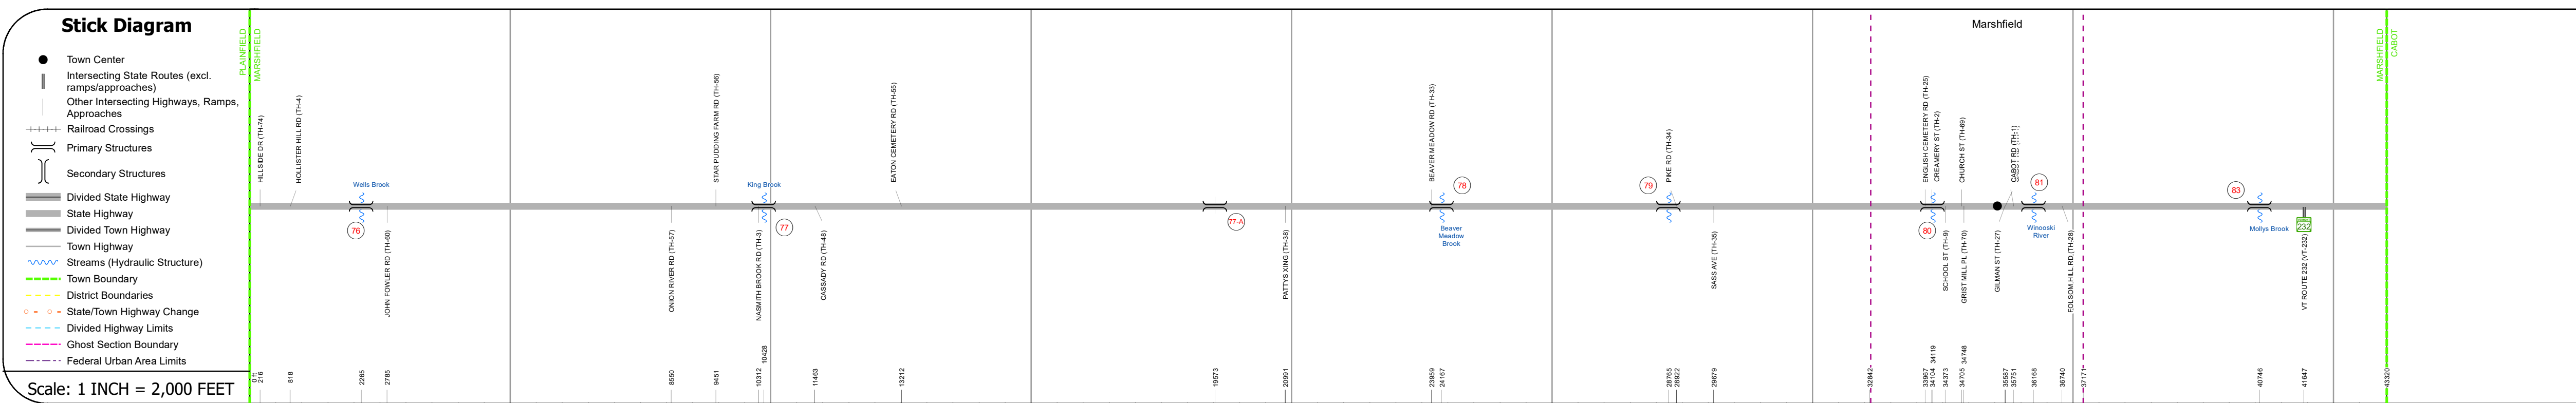 Stick Diagram
Town Center
Intersecting State Routes (excl.
ramps/approaches)
Other Intersecting Highways, Ramps,
Approaches
Railroad Crossings
Primary Structures
Secondary Structures
Divided State Highway
State Highway
Divided Town Highway
Town Highway
Streams (Hydraulic Structure)
Town Boundary
District Boundaries
State/Town Highway Change
Divided Highway Limits
Ghost Section Boundary
Federal Urban Area Limits
Scale: 1 INCH = 2,000 FEET
PLAINFIELD
MARSHFIELD
HILLSIDE DR (TH-74)
HOLLISTER HILL RD (TH-4)
Wells Brook
76
JOHN FOWLER RD (TH-60)
ONION RIVER RD (TH-57)
STAR PUDDING FARM RD (TH-56)
King Brook
77
NASMITH BROOK RD (TH-3)
CASSADY RD (TH-48)
EATON CEMETERY RD (TH-55)
77-A
PATTYS XING (TH-38)
BEAVER MEADOW RD (TH-33)
78
Beaver
Meadow
Brook
79
PIKE RD (TH-34)
SASS AVE (TH-35)
Marshfield
ENGLISH CEMETERY RD (TH-25)
CREAMERY ST (TH-2)
80
SCHOOL ST (TH-9)
CHURCH ST (TH-69)
GRIST MILL PL (TH-70)
GILMAN ST (TH-27)
CABOT RD (TH-1)
81
Winooski
River
FOLSOM HILL RD (TH-28)
83
Mollys Brook
232
VT ROUTE 232 (VT-232)
MARSHFIELD
CABOT
0 ft
216
818
2265
2785
8550
9451
10312
10428
11463
13212
19573
20991
23959
24167
28765
28922
29679
32842
33967
34104
34119
34373
34705
34748
35587
35751
36168
36740
37171
40746
41647
43320